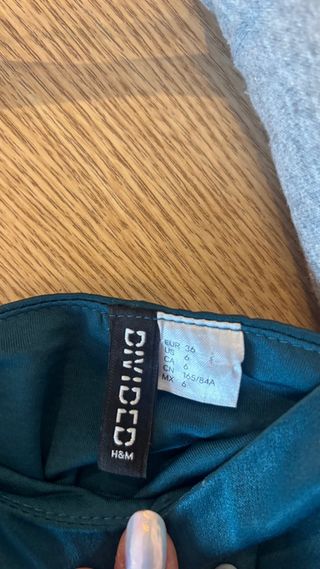 DIVIDED
H&M
EUR 36
US 6
CA 6
CN 165/84A
MX 6